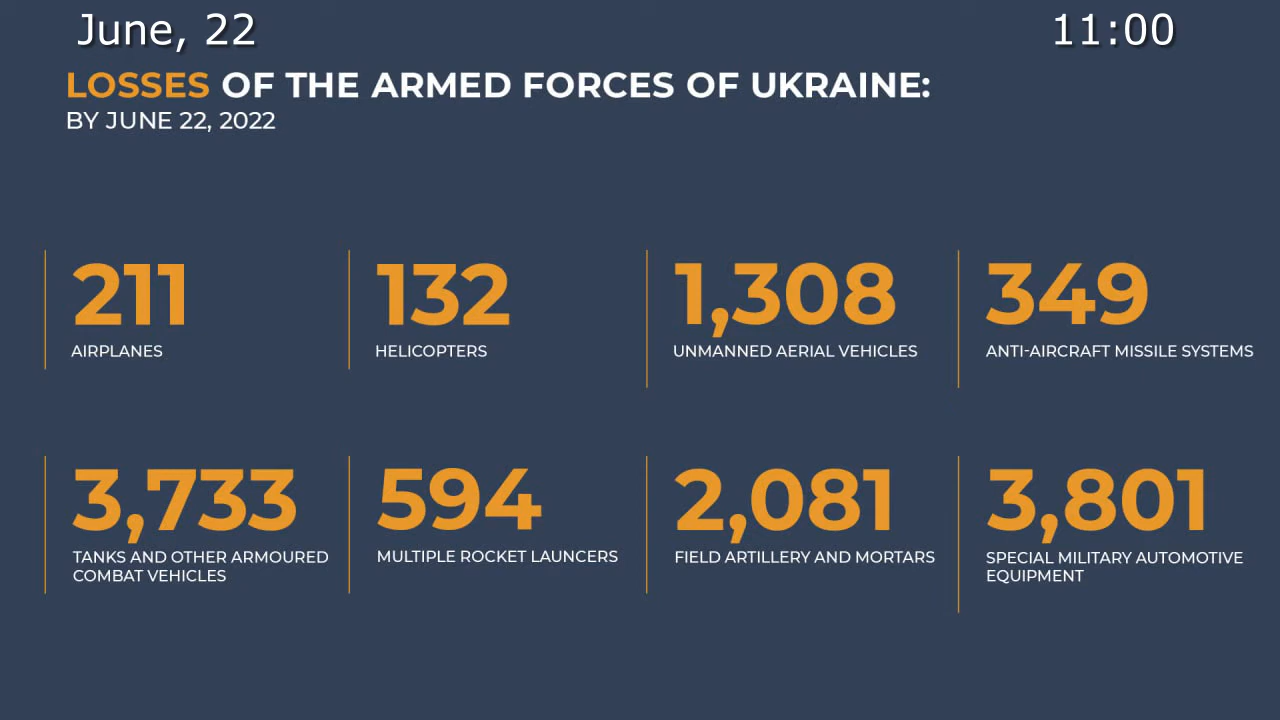 June, 22
11:00
LOSSES OF THE ARMED FORCES OF UKRAINE:
BY JUNE 22, 2022
211
AIRPLANES
132
HELICOPTERS
1,308
UNMANNED AERIAL VEHICLES
349
ANTI-AIRCRAFT MISSILE SYSTEMS
3,733
TANKS AND OTHER ARMOURED
COMBAT VEHICLES
594
MULTIPLE ROCKET LAUNCERS
2,081
FIELD ARTILLERY AND MORTARS
3,801
SPECIAL MILITARY AUTOMOTIVE
EQUIPMENT